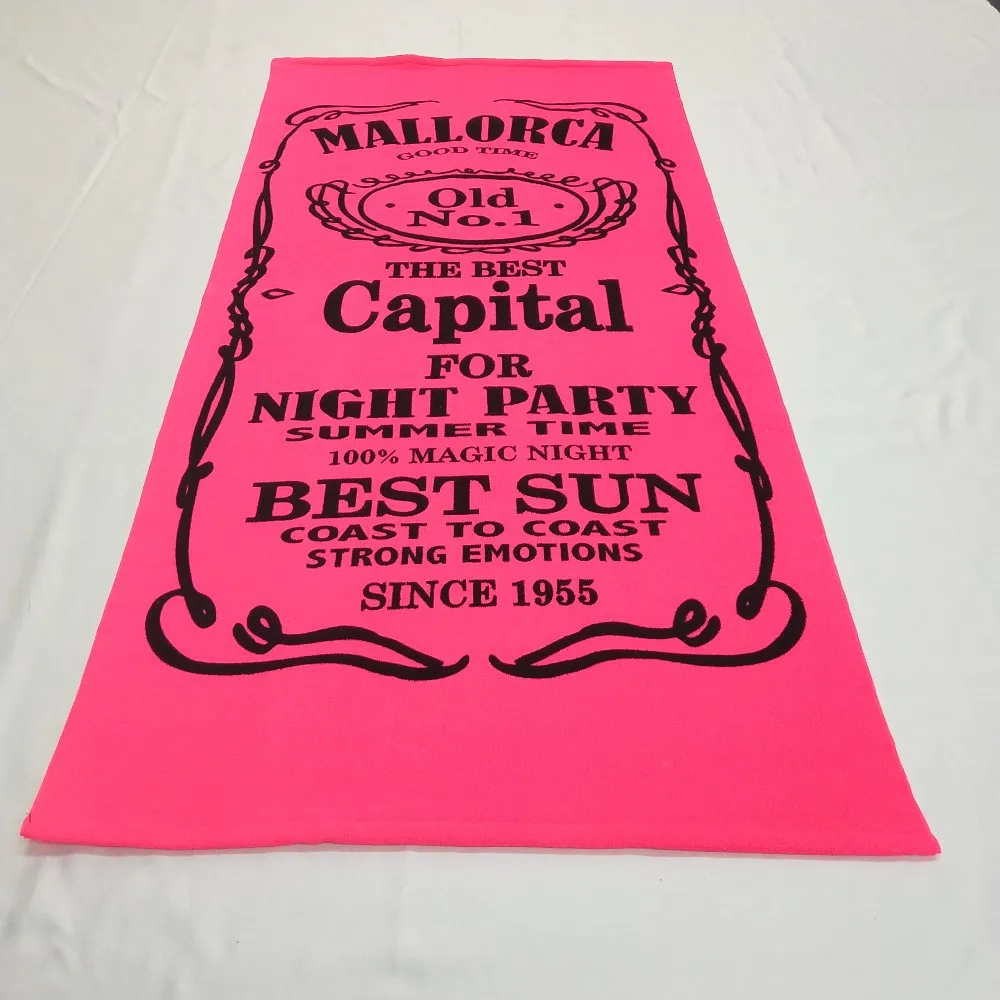 MALLORCA
GOOD TIME
· Old ·
No.1
THE BEST
Capital
FOR
NIGHT PARTY
SUMMER TIME
100% MAGIC NIGHT
BEST SUN
COAST TO COAST
STRONG EMOTIONS
SINCE 1955